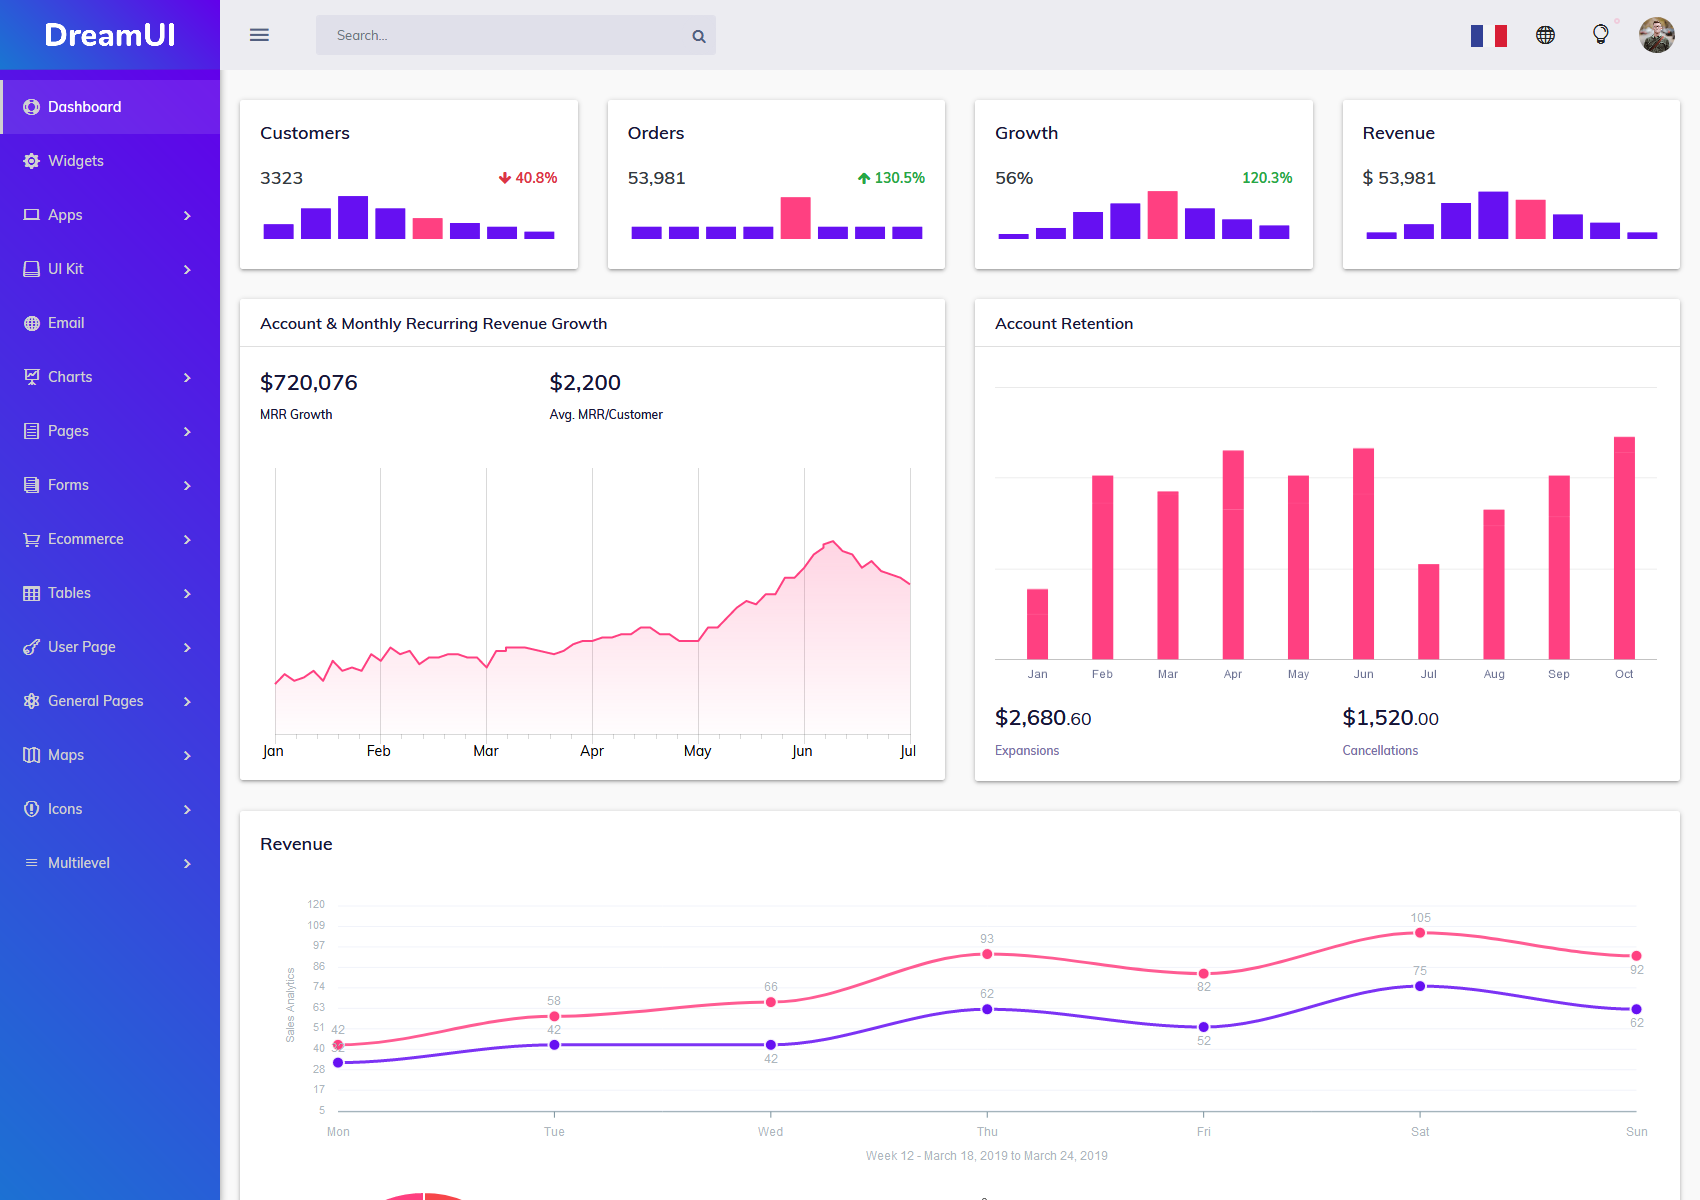 DreamUI
Search...
Dashboard
Widgets
Apps
UI Kit
Email
Charts
Pages
Forms
Ecommerce
Tables
User Page
General Pages
Maps
Icons
Multilevel
Customers
3323
40.8%
Orders
53,981
130.5%
Growth
56%
120.3%
Revenue
$ 53,981
Account & Monthly Recurring Revenue Growth
$720,076
MRR Growth
$2,200
Avg. MRR/Customer
Jan Feb Mar Apr May Jun Jul
Account Retention
Jan Feb Mar Apr May Jun Jul Aug Sep Oct
$2,680.60
Expansions
$1,520.00
Cancellations
Revenue
Sales Analytics
120
109
97
86
74
63
51
40
28
17
5
42 58 66 93 82 105 92
32 42 42 62 52 75 62
Mon Tue Wed Thu Fri Sat Sun
Week 12 - March 18, 2019 to March 24, 2019